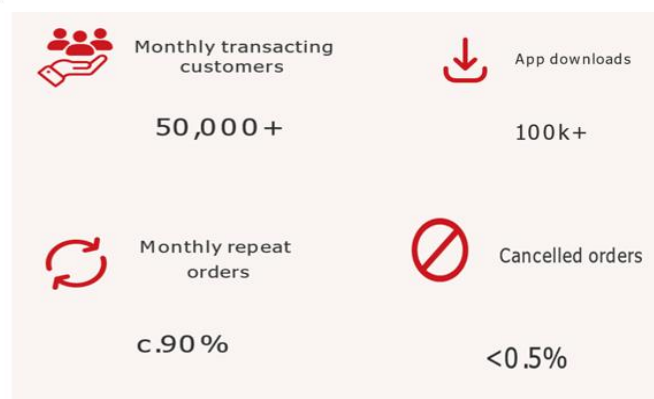 Monthly transacting
customers
50,000+
App downloads
100k+
Monthly repeat
orders
c.90%
Cancelled orders
<0.5%